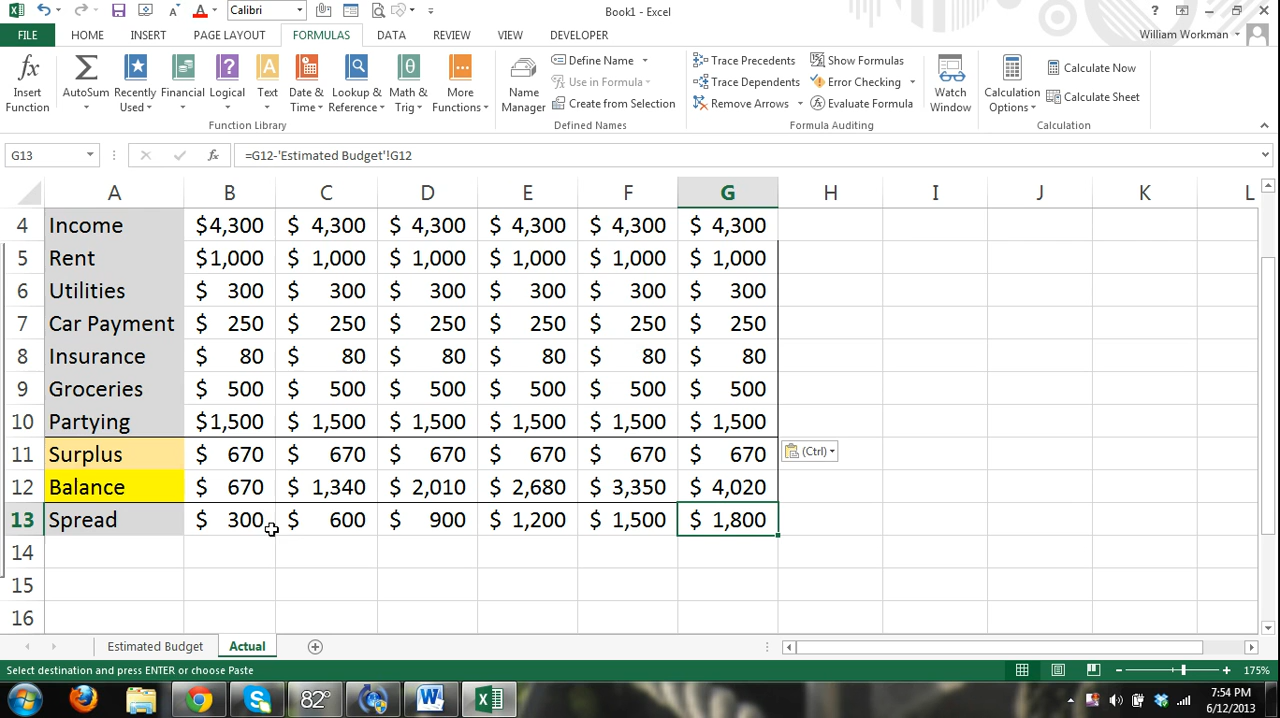 Calibri
Book1 - Excel
?
FILE HOME INSERT PAGE LAYOUT FORMULAS DATA REVIEW VIEW DEVELOPER
William Workman
fx Insert Function
Σ AutoSum
Recently Used
Financial
Logical
Text
Date & Time
Lookup & Reference
Math & Trig
More Functions
Function Library
Name Manager
Define Name
Use in Formula
Create from Selection
Defined Names
Trace Precedents
Trace Dependents
Remove Arrows
Show Formulas
Error Checking
Evaluate Formula
Formula Auditing
Watch Window
Calculation Options
Calculate Now
Calculate Sheet
Calculation
G13 fx =G12-'Estimated Budget'!G12
A B C D E F G H I J K L
4 Income $4,300 $ 4,300 $ 4,300 $ 4,300 $ 4,300 $ 4,300
5 Rent $1,000 $ 1,000 $ 1,000 $ 1,000 $ 1,000 $ 1,000
6 Utilities $ 300 $ 300 $ 300 $ 300 $ 300 $ 300
7 Car Payment $ 250 $ 250 $ 250 $ 250 $ 250 $ 250
8 Insurance $ 80 $ 80 $ 80 $ 80 $ 80 $ 80
9 Groceries $ 500 $ 500 $ 500 $ 500 $ 500 $ 500
10 Partying $1,500 $ 1,500 $ 1,500 $ 1,500 $ 1,500 $ 1,500
11 Surplus $ 670 $ 670 $ 670 $ 670 $ 670 $ 670 (Ctrl)
12 Balance $ 670 $ 1,340 $ 2,010 $ 2,680 $ 3,350 $ 4,020
13 Spread $ 300 $ 600 $ 900 $ 1,200 $ 1,500 $ 1,800
14
15
16
Estimated Budget Actual
Select destination and press ENTER or choose Paste 175%
82°
7:54 PM
6/12/2013